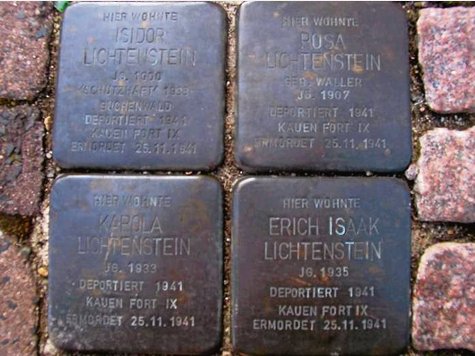 HIER WOHNTE
ISIDOR
LICHTENSTEIN
JG. 1900
SCHUTZHAFT 1938
BUCHENWALD
DEPORTIERT 1941
KAUEN FORT IX
ERMORDET 25.11.1941
HIER WOHNTE
ROSA
LICHTENSTEIN
GEB. WALLER
JG. 1907
DEPORTIERT 1941
KAUEN FORT IX
ERMORDET 25.11.1941
HIER WOHNTE
KAROLA
LICHTENSTEIN
JG. 1933
DEPORTIERT 1941
KAUEN FORT IX
ERMORDET 25.11.1941
HIER WOHNTE
ERICH ISAAK
LICHTENSTEIN
JG. 1935
DEPORTIERT 1941
KAUEN FORT IX
ERMORDET 25.11.1941